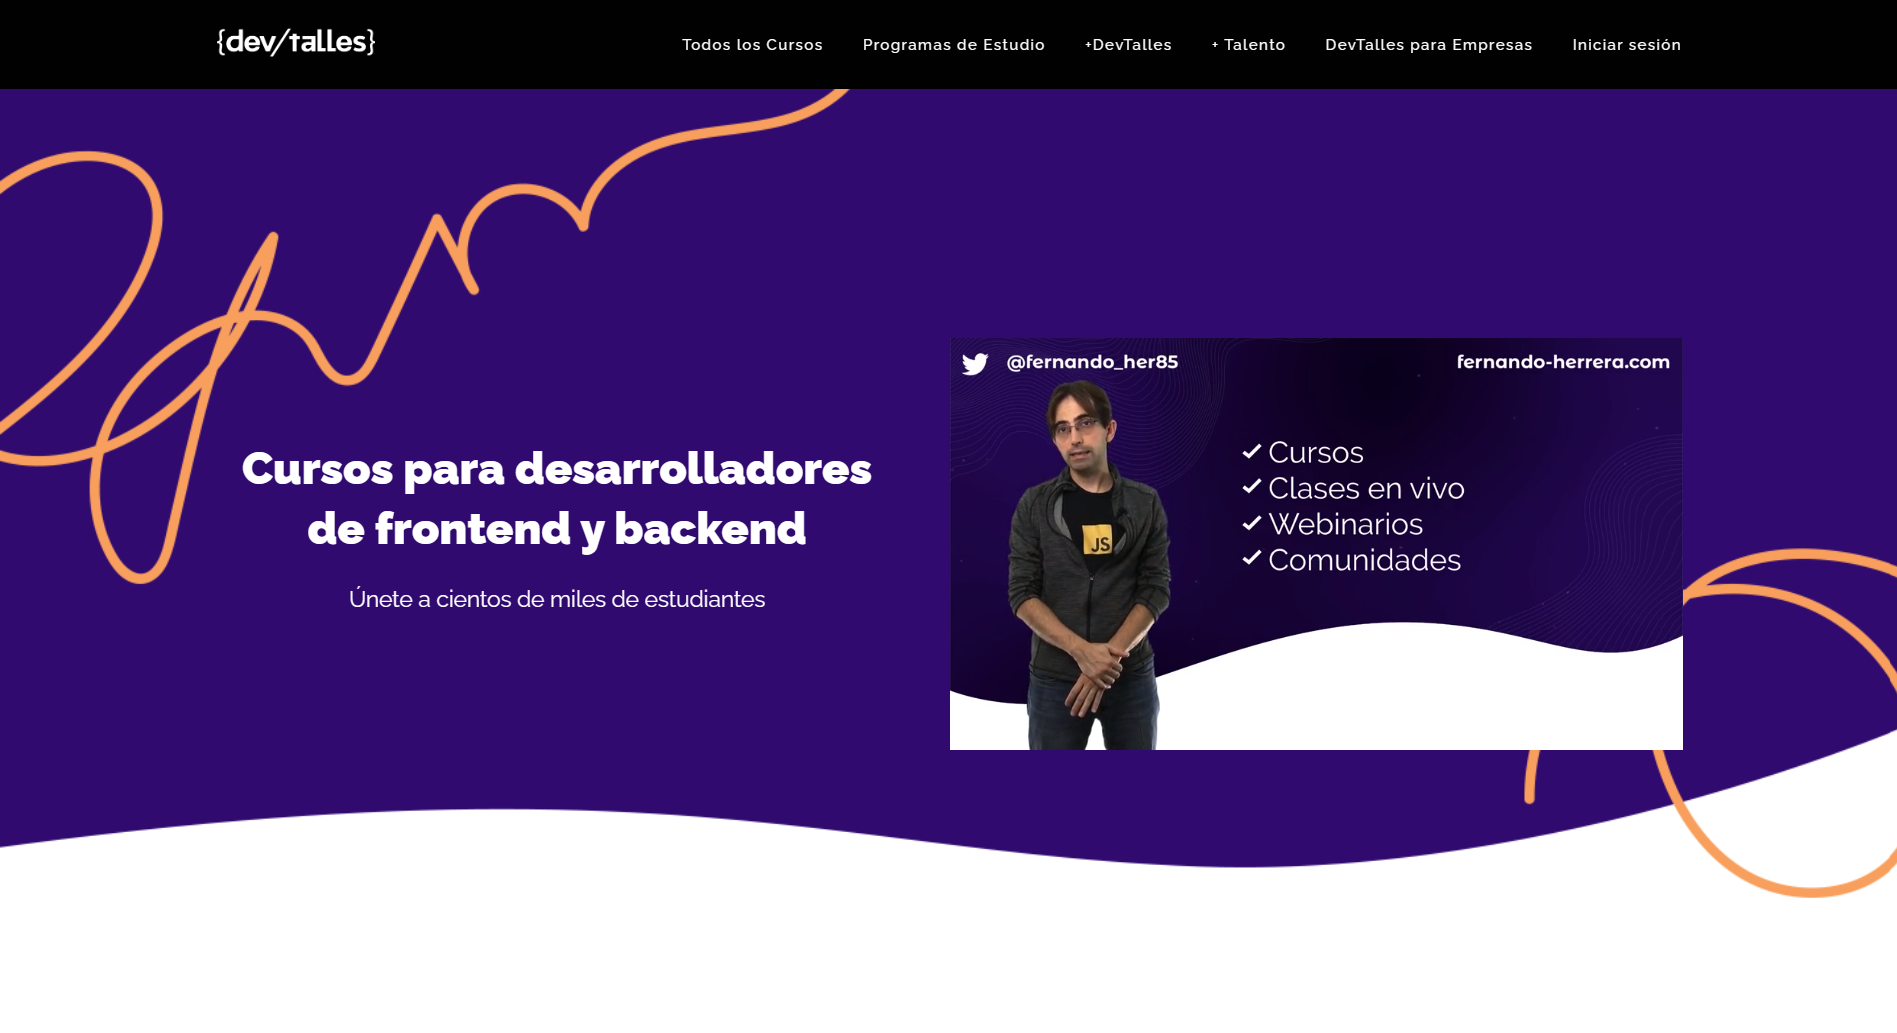 {dev/talles}
Todos los Cursos
Programas de Estudio
+DevTalles
+ Talento
DevTalles para Empresas
Iniciar sesión
Cursos para desarrolladores
de frontend y backend
Únete a cientos de miles de estudiantes
@fernando_her85
fernando-herrera.com
Cursos
Clases en vivo
Webinarios
Comunidades
JS